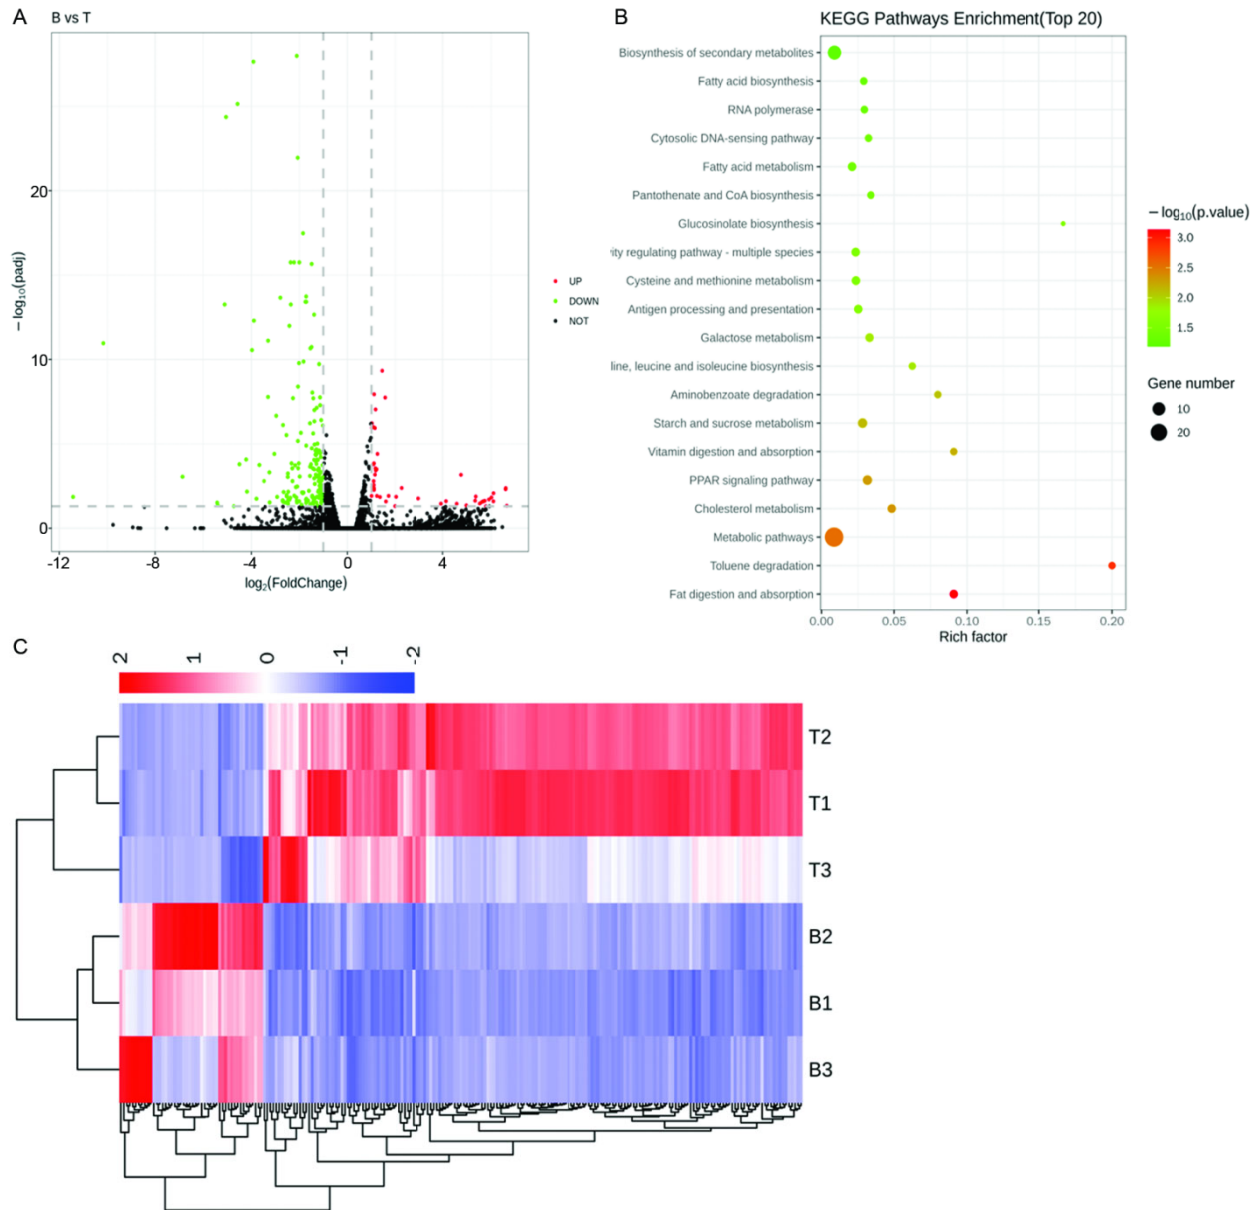 A
B vs T
20
10
0
-12
-8
-4
0
4
log2(FoldChange)
−log10(padj)
UP
DOWN
NOT
B
KEGG Pathways Enrichment(Top 20)
Biosynthesis of secondary metabolites
Fatty acid biosynthesis
RNA polymerase
Cytosolic DNA-sensing pathway
Fatty acid metabolism
Pantothenate and CoA biosynthesis
Glucosinolate biosynthesis
ity regulating pathway - multiple species
Cysteine and methionine metabolism
Antigen processing and presentation
Galactose metabolism
line, leucine and isoleucine biosynthesis
Aminobenzoate degradation
Starch and sucrose metabolism
Vitamin digestion and absorption
PPAR signaling pathway
Cholesterol metabolism
Metabolic pathways
Toluene degradation
Fat digestion and absorption
0.00
0.05
0.10
0.15
0.20
Rich factor
−log10(p.value)
3.0
2.5
2.0
1.5
Gene number
10
20
C
2
1
0
-1
-2
T2
T1
T3
B2
B1
B3